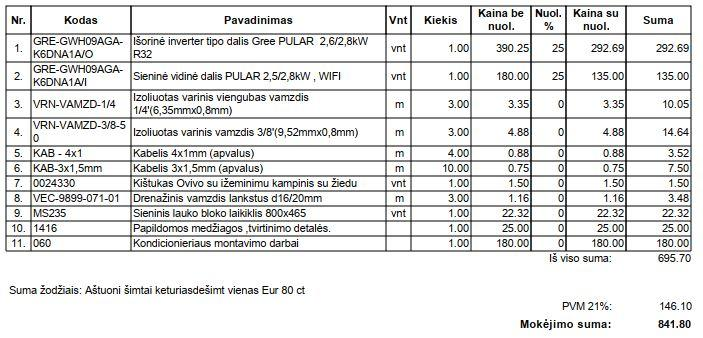 Nr. Kodas Pavadinimas Vnt Kiekis Kaina be nuol. Nuol. % Kaina su nuol. Suma
1. GRE-GWH09AGA-K6DNA1A/O Išorinė inverter tipo dalis Gree PULAR 2,6/2,8kW R32 vnt 1.00 390.25 25 292.69 292.69
2. GRE-GWH09AGA-K6DNA1A/I Sieninė vidinė dalis PULAR 2,5/2,8kW , WIFI vnt 1.00 180.00 25 135.00 135.00
3. VRN-VAMZD-1/4 Izoliuotas varinis viengubas vamzdis 1/4'(6,35mmx0,8mm) m 3.00 3.35 0 3.35 10.05
4. VRN-VAMZD-3/8-50 Izoliuotas varinis vamzdis 3/8'(9,52mmx0,8mm) m 3.00 4.88 0 4.88 14.64
5. KAB - 4x1 Kabelis 4x1mm (apvalus) m 4.00 0.88 0 0.88 3.52
6. KAB-3x1,5mm Kabelis 3x1,5mm (apvalus) m 10.00 0.75 0 0.75 7.50
7. 0024330 Kištukas Ovivo su įžeminimu kampinis su žiedu vnt 1.00 1.50 0 1.50 1.50
8. VEC-9899-071-01 Drenažinis vamzdis lankstus d16/20mm m 3.00 1.16 0 1.16 3.48
9. MS235 Sieninis lauko bloko laikiklis 800x465 vnt 1.00 22.32 0 22.32 22.32
10. 1416 Papildomos medžiagos ,tvirtinimo detalės. 1.00 25.00 0 25.00 25.00
11. 060 Kondicionieriaus montavimo darbai 1.00 180.00 0 180.00 180.00
Iš viso suma: 695.70
Suma žodžiais: Aštuoni šimtai keturiasdešimt vienas Eur 80 ct
PVM 21%: 146.10
Mokėjimo suma: 841.80